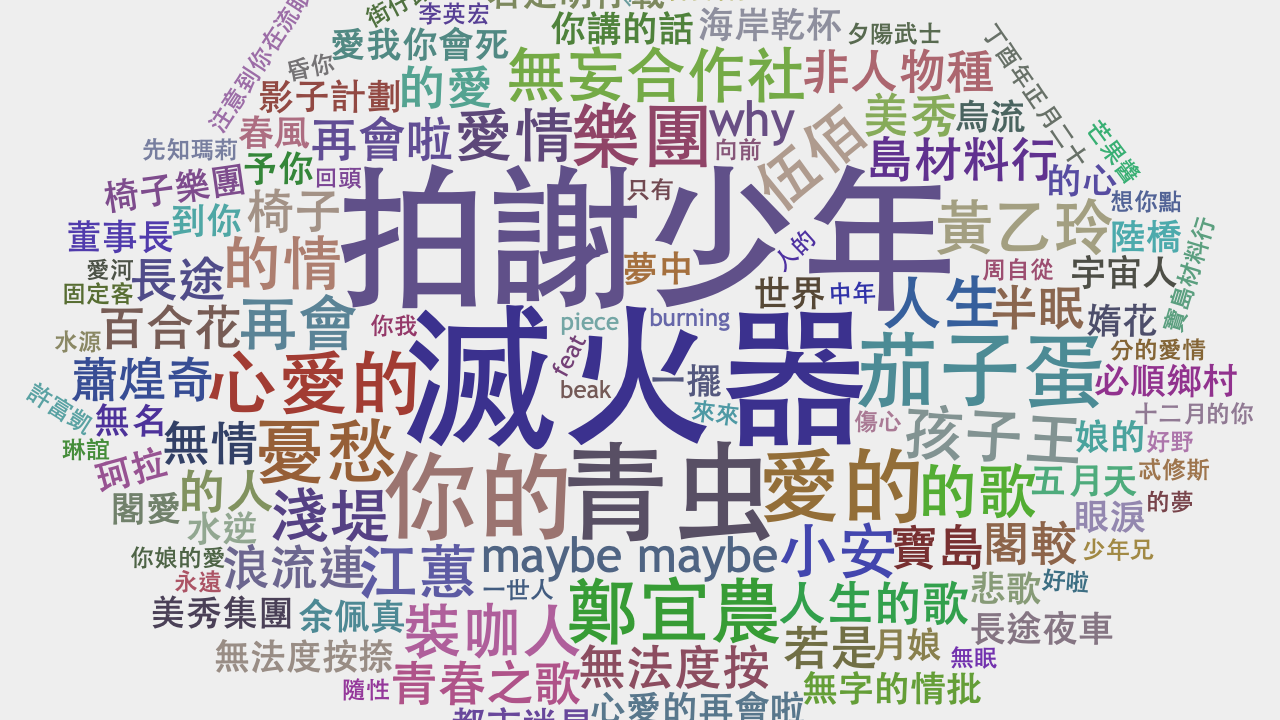 李英宏
你講的話
海岸乾杯
夕陽武士
注意到你在流眼
昏你
愛我你會死
無妄合作社
非人物種
丁酉年正月二十
影子計劃
的愛
美秀
烏流
芒果醬
春風
再會啦
愛情
樂團
why
向前
伍佰
島材料行
先知瑪莉
予你
回頭
只有
的心
想你點
椅子樂團
到你
椅子
拍謝少年
黃乙玲
陸橋
董事長
的情
夢中
人的
周自從
宇宙人
寶島材料行
愛河
長途
世界
中年
人生
半眠
固定客
百合花
再會
你我
piece
burning
惰花
水源
滅火器
茄子蛋
分的愛情
蕭煌奇
心愛的
feat
beak
一擺
必順鄉村
許富凱
無名
來來
傷心
孩子王
十二月的你
琳誼
無情
憂愁
娘的
好野
珂拉
你的
青虫
愛的
的歌
五月天
忒修斯
閣愛
的人
淺堤
眼淚
的夢
水逆
maybe maybe
小安
寶島
閣較
少年兄
你娘的愛
浪流連
江蕙
永遠
一世人
悲歌
好啦
美秀集團
余佩真
裝咖人
鄭宜農
人生的歌
長途夜車
無法度按捺
無法度按
若是
月娘
無眠
隨性
青春之歌
無字的情批
心愛的再會啦